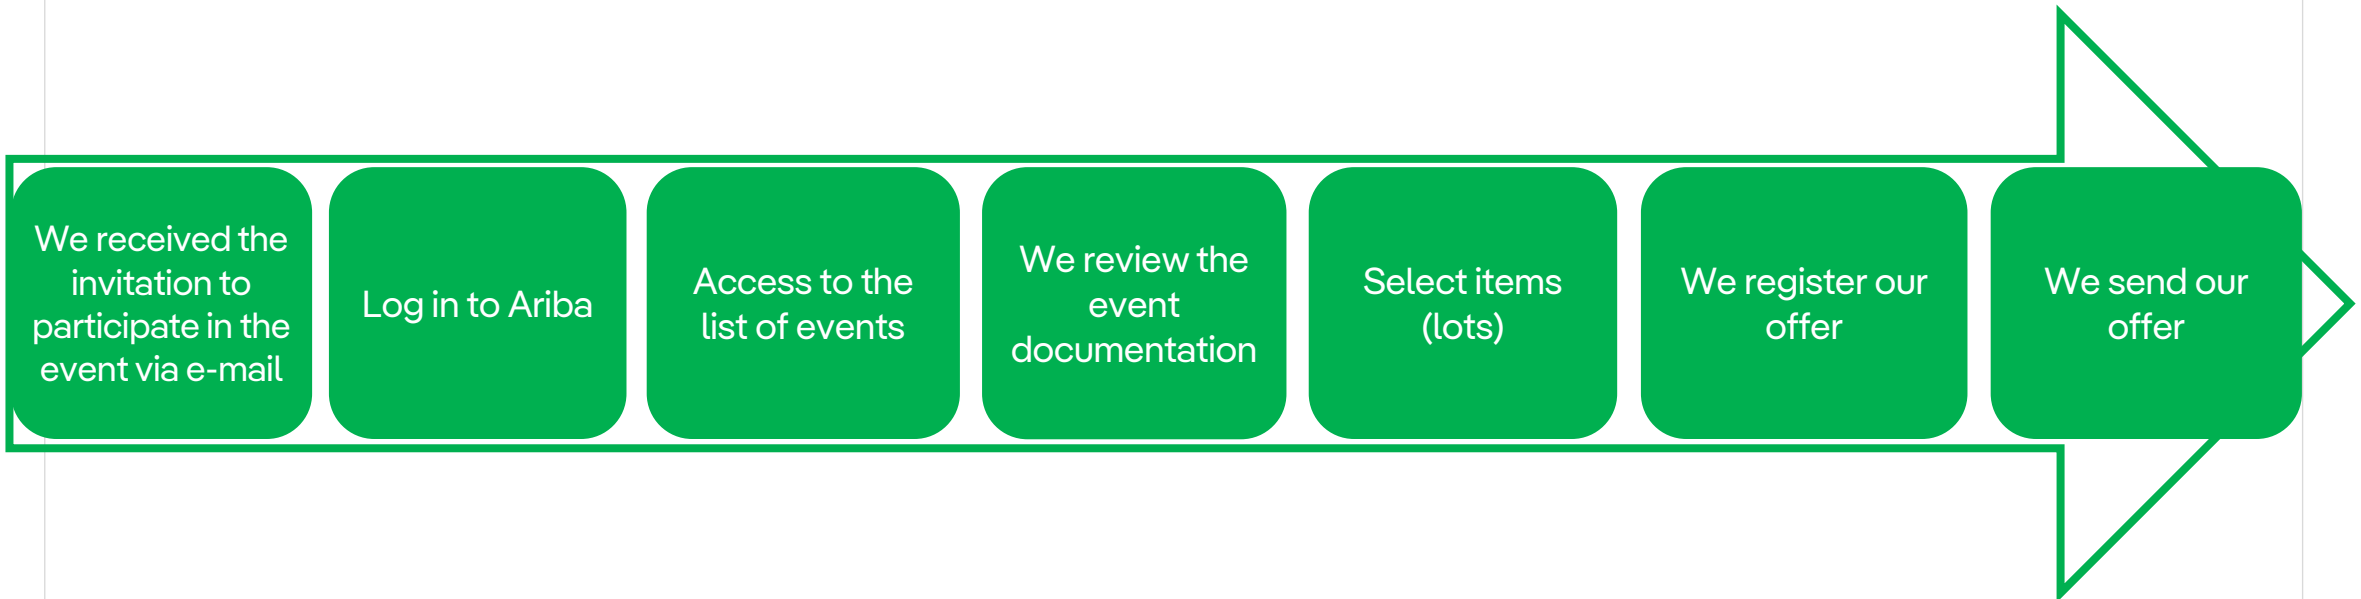 We received the
invitation to
participate in the
event via e-mail
Log in to Ariba
Access to the
list of events
We review the
event
documentation
Select items
(lots)
We register our
offer
We send our
offer